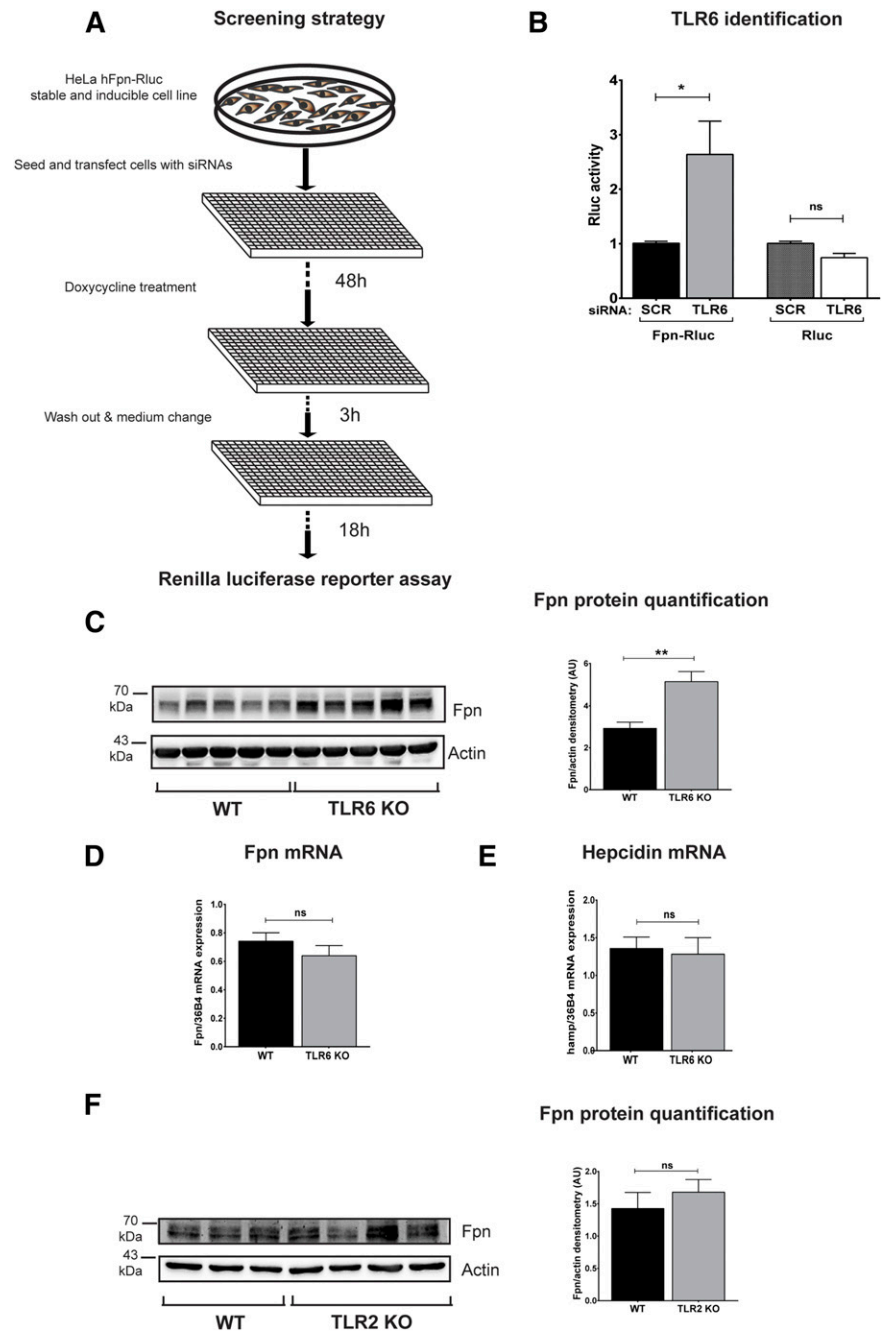 A
Screening strategy
HeLa hFpn-Rluc
stable and inducible cell line
Seed and transfect cells with siRNAs
48h
Doxycycline treatment
3h
Wash out & medium change
18h
Renilla luciferase reporter assay
B
TLR6 identification
Rluc activity
4
3
2
1
0
*
ns
siRNA: SCR TLR6 SCR TLR6
Fpn-Rluc Rluc
C
70
kDa
Fpn
43
kDa
Actin
WT TLR6 KO
Fpn protein quantification
Fpn/actin densitometry (AU)
6
4
2
0
**
WT TLR6 KO
D
Fpn mRNA
Fpn/36B4 mRNA expression
1.0
0.8
0.6
0.4
0.2
0.0
ns
WT TLR6 KO
E
Hepcidin mRNA
hamp/36B4 mRNA expression
2.0
1.5
1.0
0.5
0.0
ns
WT TLR6 KO
F
70
kDa
Fpn
43
kDa
Actin
WT TLR2 KO
Fpn protein quantification
Fpn/actin densitometry (AU)
2.0
1.5
1.0
0.5
0.0
ns
WT TLR2 KO